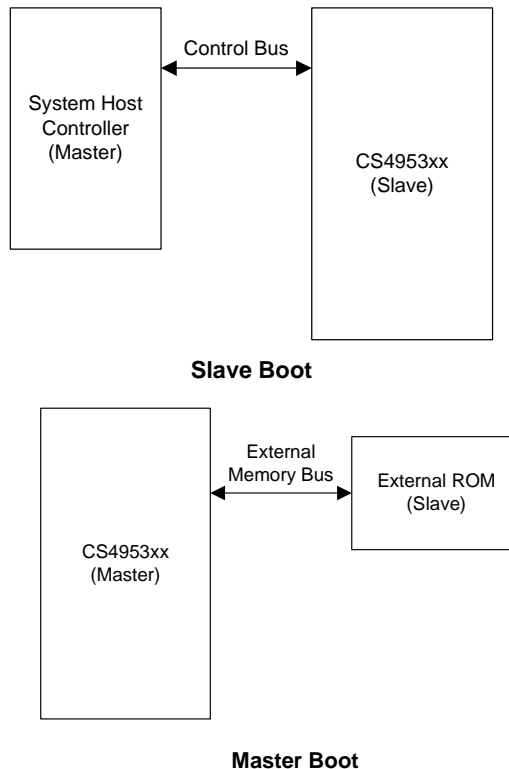 Control Bus
System Host
Controller
(Master)
CS4953xx
(Slave)
Slave Boot
External
Memory Bus
External ROM
(Slave)
CS4953xx
(Master)
Master Boot